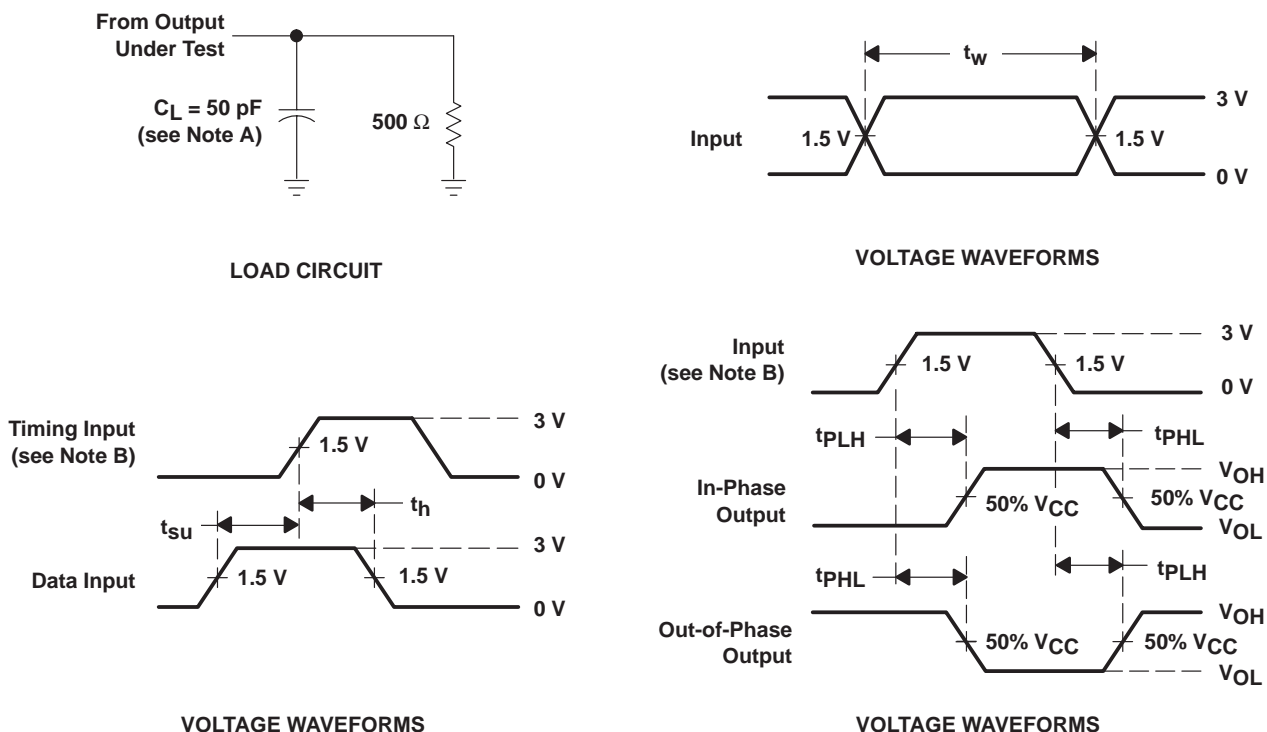 From Output
Under Test
CL = 50 pF
(see Note A)
500 Ω
LOAD CIRCUIT
tw
Input
1.5 V
1.5 V
3 V
0 V
VOLTAGE WAVEFORMS
Timing Input
(see Note B)
1.5 V
3 V
0 V
tsu
th
Data Input
1.5 V
1.5 V
3 V
0 V
VOLTAGE WAVEFORMS
Input
(see Note B)
1.5 V
1.5 V
3 V
0 V
tPLH
tPHL
In-Phase
Output
50% VCC
VOH
50% VCC
VOL
tPHL
tPLH
Out-of-Phase
Output
50% VCC
VOH
50% VCC
VOL
VOLTAGE WAVEFORMS